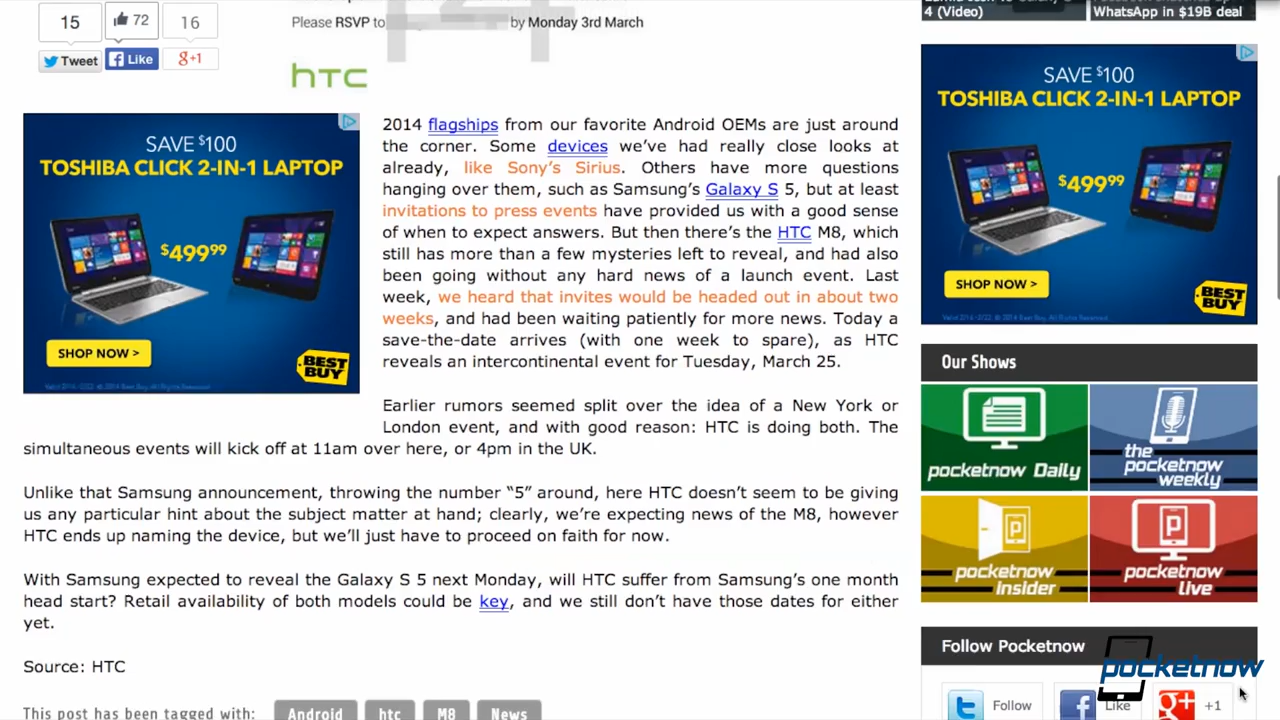 15
72
16
Tweet
Like
g+1
Please RSVP to
by Monday 3rd March
hTC
4 (Video)
WhatsApp in $19B deal
SAVE $100
TOSHIBA CLICK 2-IN-1 LAPTOP
$499 99
SHOP NOW >
BEST BUY
2014 flagships from our favorite Android OEMs are just around
the corner. Some devices we've had really close looks at
already, like Sony's Sirius. Others have more questions
hanging over them, such as Samsung's Galaxy S 5, but at least
invitations to press events have provided us with a good sense
of when to expect answers. But then there's the HTC M8, which
still has more than a few mysteries left to reveal, and had also
been going without any hard news of a launch event. Last
week, we heard that invites would be headed out in about two
weeks, and had been waiting patiently for more news. Today a
save-the-date arrives (with one week to spare), as HTC
reveals an intercontinental event for Tuesday, March 25.
Earlier rumors seemed split over the idea of a New York or
London event, and with good reason: HTC is doing both. The
simultaneous events will kick off at 11am over here, or 4pm in the UK.
Unlike that Samsung announcement, throwing the number "5" around, here HTC doesn't seem to be giving
us any particular hint about the subject matter at hand; clearly, we're expecting news of the M8, however
HTC ends up naming the device, but we'll just have to proceed on faith for now.
With Samsung expected to reveal the Galaxy S 5 next Monday, will HTC suffer from Samsung's one month
head start? Retail availability of both models could be key, and we still don't have those dates for either
yet.
Source: HTC
This post has been tagged with:
Android
htc
M8
News
SAVE $100
TOSHIBA CLICK 2-IN-1 LAPTOP
$499 99
SHOP NOW >
BEST BUY
Our Shows
pocketnow Daily
the pocketnow weekly
pocketnow insider
pocketnow live
Follow Pocketnow
pocketnow
Follow
Like
g+
+1